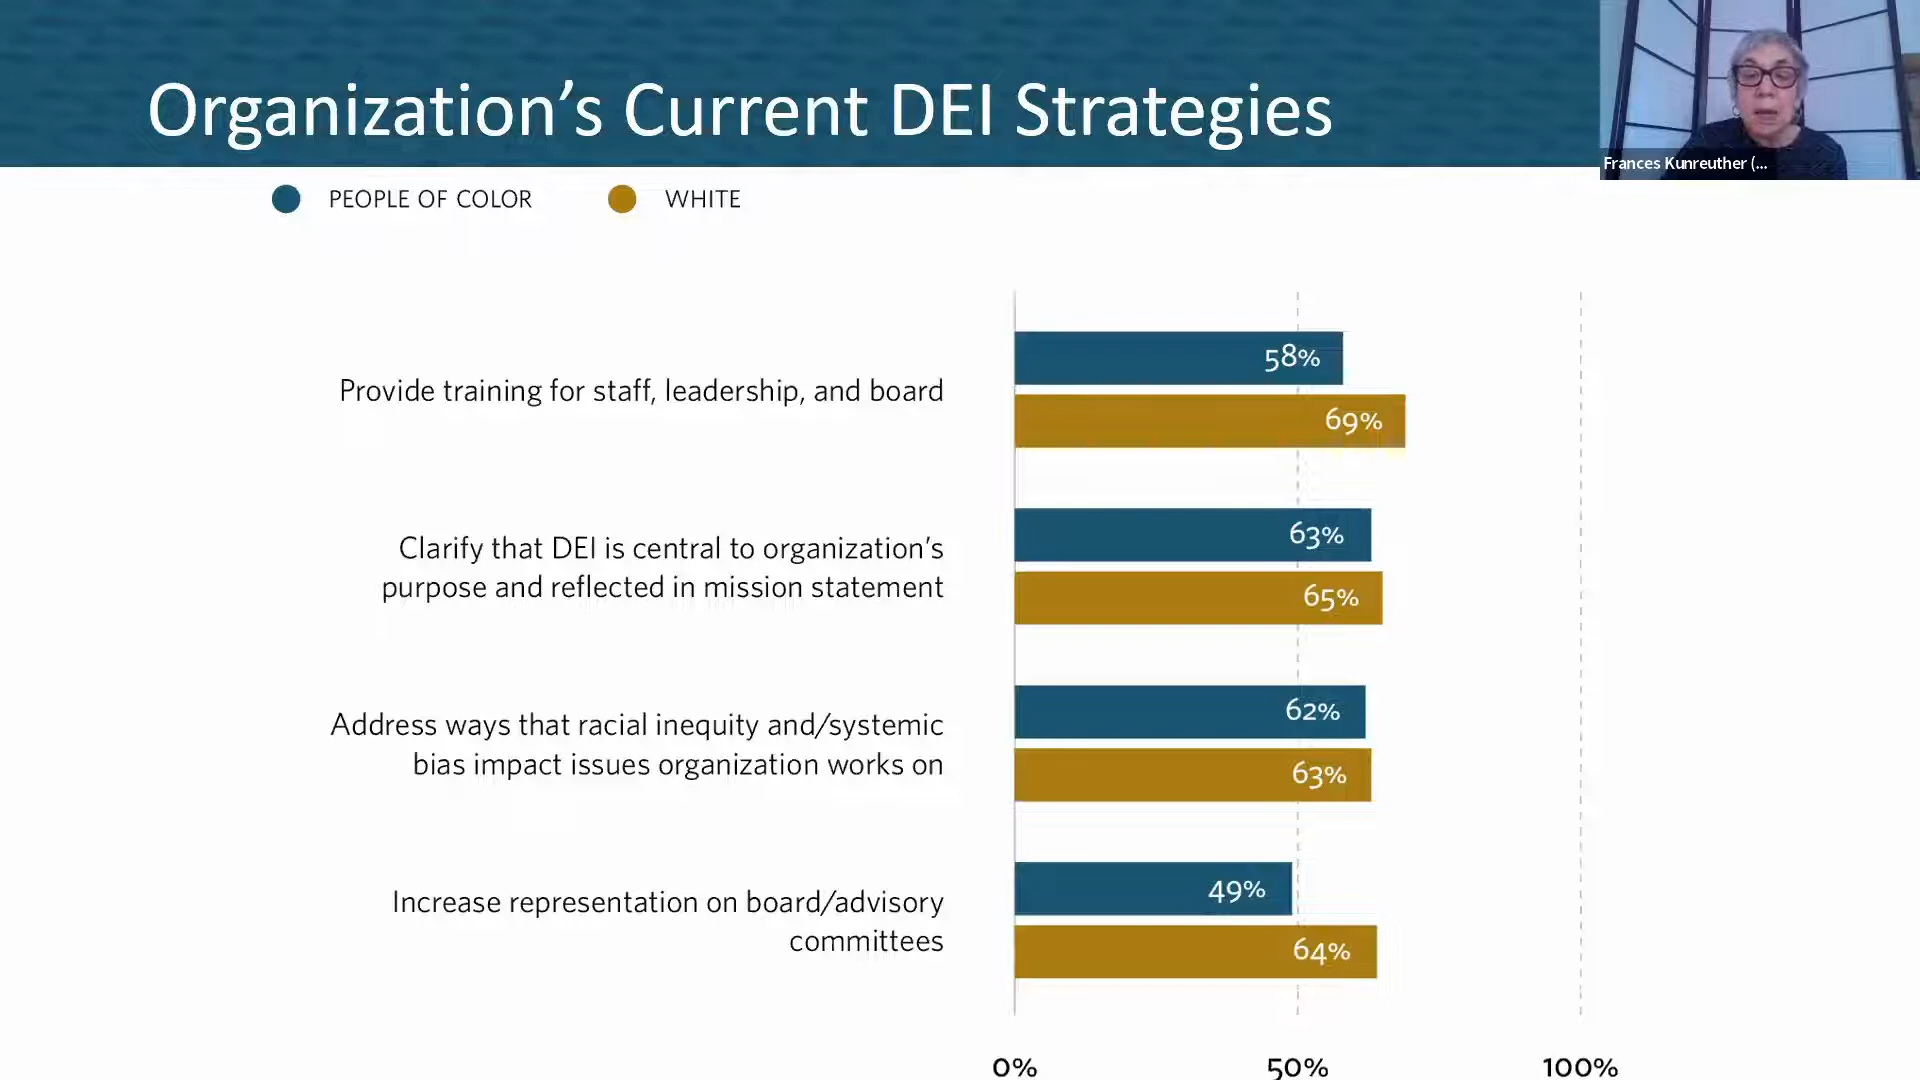 Organization’s Current DEI Strategies
Frances Kunreuther (...
PEOPLE OF COLOR
WHITE
Provide training for staff, leadership, and board
58%
69%
Clarify that DEI is central to organization’s
purpose and reflected in mission statement
63%
65%
Address ways that racial inequity and/systemic
bias impact issues organization works on
62%
63%
Increase representation on board/advisory
committees
49%
64%
0%
50%
100%